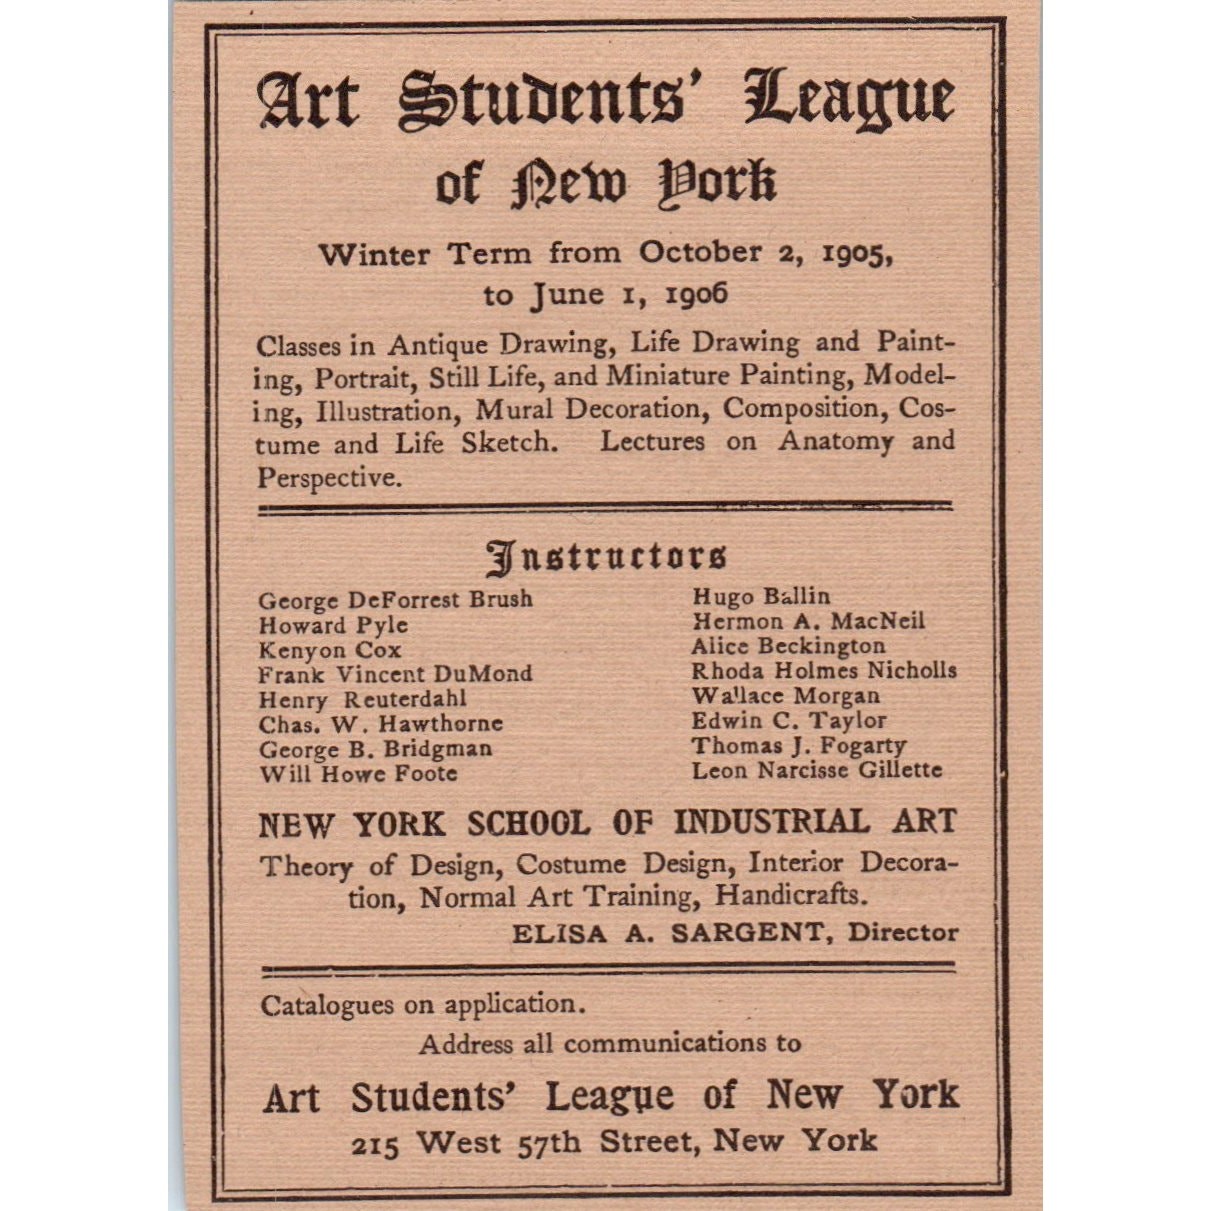 Art Students' League
of New York
Winter Term from October 2, 1905,
to June 1, 1906
Classes in Antique Drawing, Life Drawing and Paint-
ing, Portrait, Still Life, and Miniature Painting, Model-
ing, Illustration, Mural Decoration, Composition, Cos-
tume and Life Sketch. Lectures on Anatomy and
Perspective.
Instructors
George DeForrest Brush
Howard Pyle
Kenyon Cox
Frank Vincent DuMond
Henry Reuterdahl
Chas. W. Hawthorne
George B. Bridgman
Will Howe Foote
Hugo Ballin
Hermon A. MacNeil
Alice Beckington
Rhoda Holmes Nicholls
Wallace Morgan
Edwin C. Taylor
Thomas J. Fogarty
Leon Narcisse Gillette
NEW YORK SCHOOL OF INDUSTRIAL ART
Theory of Design, Costume Design, Interior Decora-
tion, Normal Art Training, Handicrafts.
ELISA A. SARGENT, Director
Catalogues on application.
Address all communications to
Art Students' League of New York
215 West 57th Street, New York